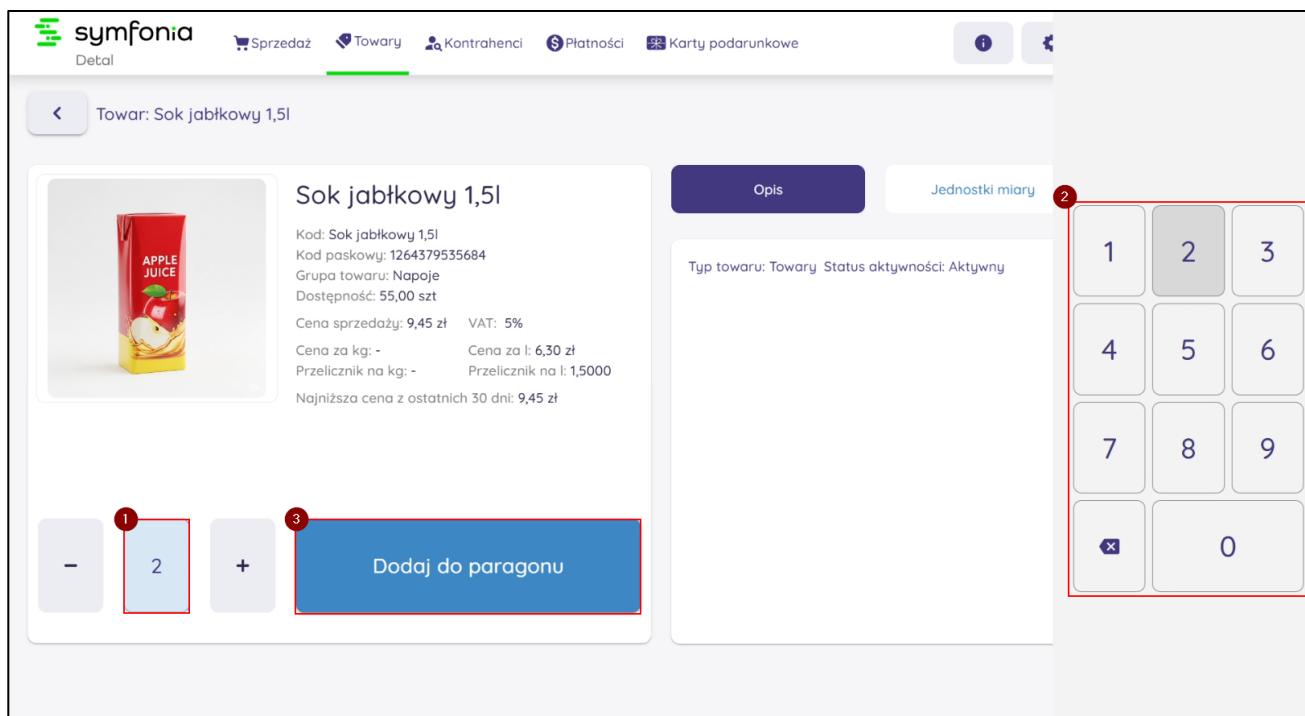 symfonia
Detal
Sprzedaż Towary Kontrahenci Płatności Karty podarunkowe
Towar: Sok jabłkowy 1,5l
APPLE
JUICE
Sok jabłkowy 1,5l
Kod: Sok jabłkowy 1,5l
Kod paskowy: 1264379535684
Grupa towaru: Napoje
Dostępność: 55,00 szt
Cena sprzedaży: 9,45 zł VAT: 5%
Cena za kg: - Cena za l: 6,30 zł
Przelicznik na kg: - Przelicznik na l: 1,5000
Najniższa cena z ostatnich 30 dni: 9,45 zł
1
− 2 +
3
Dodaj do paragonu
Opis Jednostki miary
Typ towaru: Towary Status aktywności: Aktywny
2
1 2 3
4 5 6
7 8 9
0